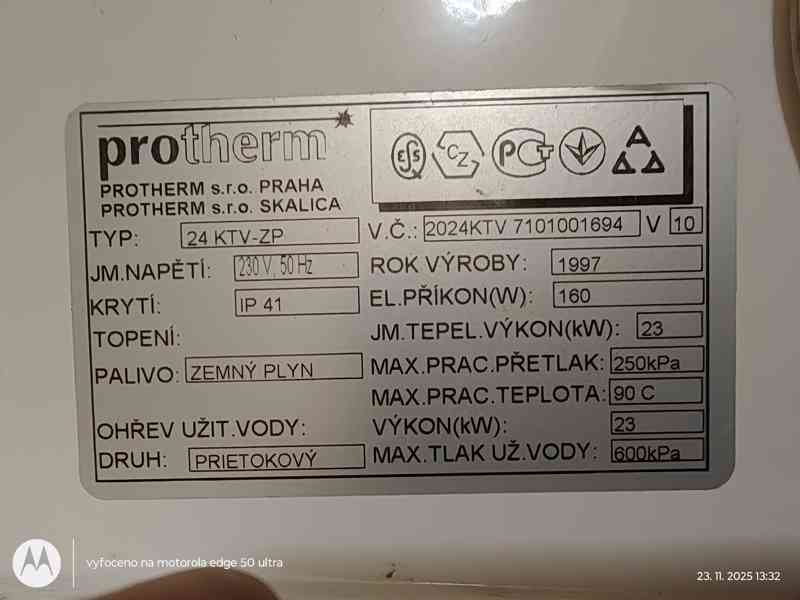 protherm
PROTHERM s.r.o. PRAHA
PROTHERM s.r.o. SKALICA
ESČ CZ PCT
TYP: 24 KTV-ZP V.Č.: 2024KTV 7101001694 V 10
JM.NAPĚTÍ: 230 V, 50 Hz ROK VÝROBY: 1997
KRYTÍ: IP 41 EL.PŘÍKON(W): 160
TOPENÍ: JM.TEPEL.VÝKON(kW): 23
PALIVO: ZEMNÝ PLYN MAX.PRAC.PŘETLAK: 250kPa
MAX.PRAC.TEPLOTA: 90 C
OHŘEV UŽIT.VODY: VÝKON(kW): 23
DRUH: PRIETOKOVÝ MAX.TLAK UŽ.VODY: 600kPa
vyfoceno na motorola edge 50 ultra
23. 11. 2025 13:32